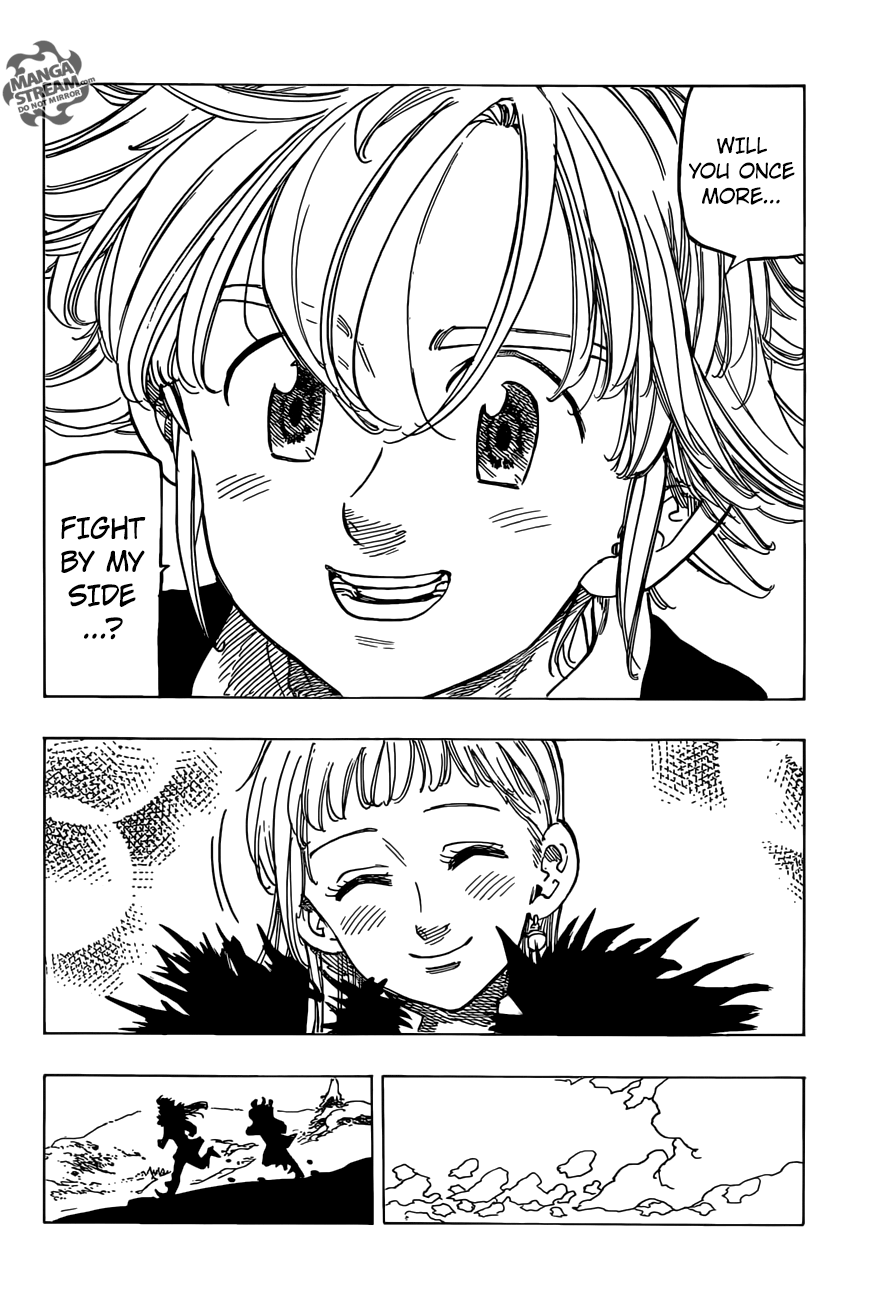 MANGA
STREAM.com
DO NOT MIRROR
WILL
YOU ONCE
MORE...
FIGHT
BY MY
SIDE
...?